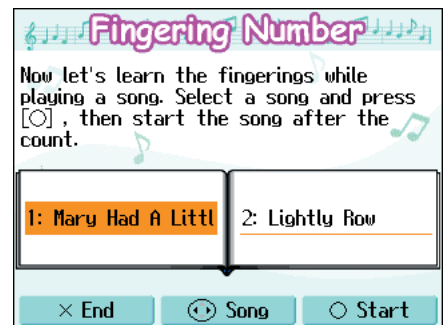 Fingering Number
Now let's learn the fingerings while
playing a song. Select a song and press
[○] , then start the song after the
count.
1: Mary Had A Littl
2: Lightly Row
× End
Song
○ Start